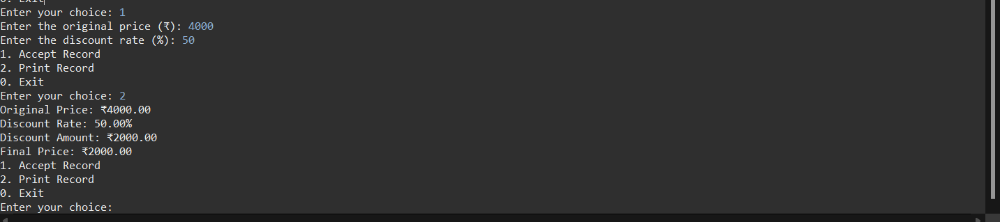 0. Exit
Enter your choice: 1
Enter the original price (₹): 4000
Enter the discount rate (%): 50
1. Accept Record
2. Print Record
0. Exit
Enter your choice: 2
Original Price: ₹4000.00
Discount Rate: 50.00%
Discount Amount: ₹2000.00
Final Price: ₹2000.00
1. Accept Record
2. Print Record
0. Exit
Enter your choice: